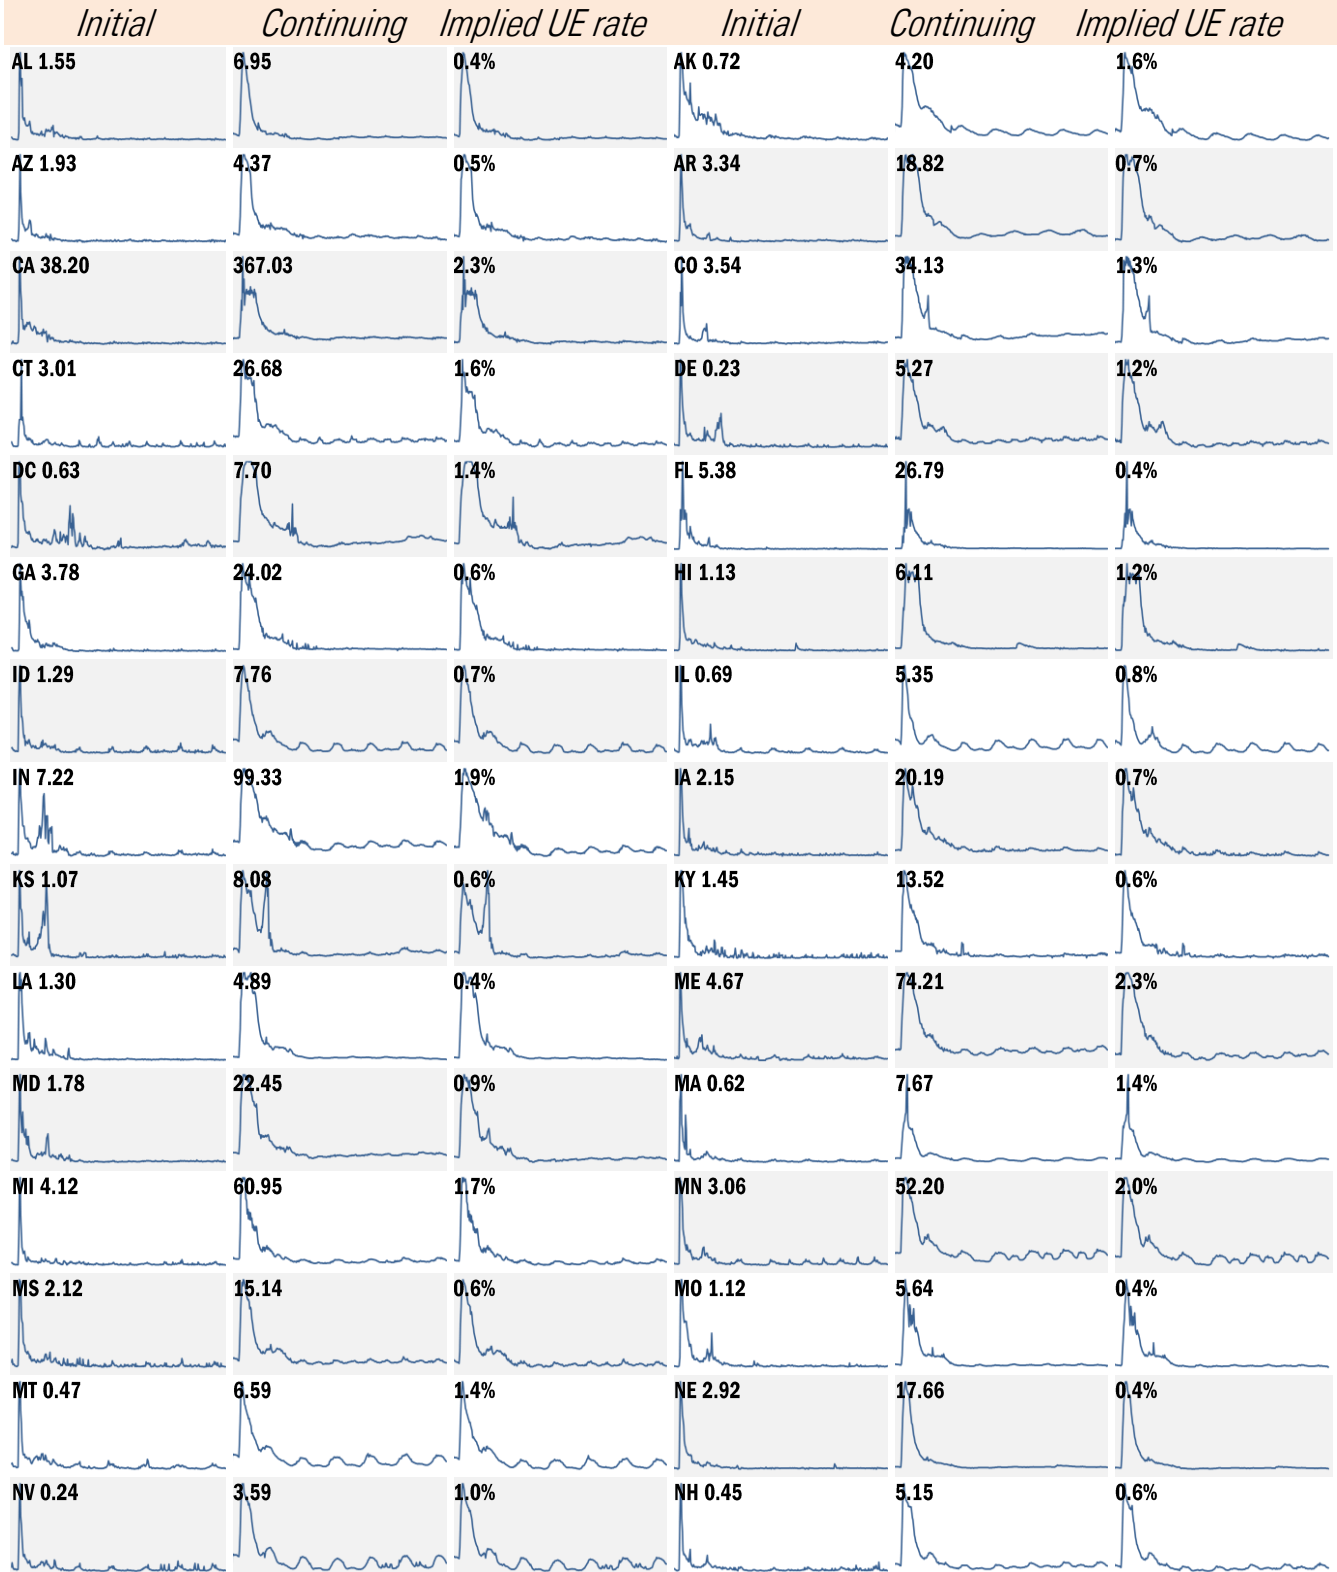 Initial Continuing Implied UE rate Initial Continuing Implied UE rate
AL 1.55 6.95 0.4% AK 0.72 4.20 1.6%
AZ 1.93 4.37 0.5% AR 3.34 18.82 0.7%
CA 38.20 367.03 2.3% CO 3.54 34.13 1.3%
CT 3.01 26.68 1.6% DE 0.23 5.27 1.2%
DC 0.63 7.70 1.4% FL 5.38 26.79 0.4%
GA 3.78 24.02 0.6% HI 1.13 6.11 1.2%
ID 1.29 7.76 0.7% IL 0.69 5.35 0.8%
IN 7.22 99.33 1.9% IA 2.15 20.19 0.7%
KS 1.07 8.08 0.6% KY 1.45 13.52 0.6%
LA 1.30 4.89 0.4% ME 4.67 74.21 2.3%
MD 1.78 22.45 0.9% MA 0.62 7.67 1.4%
MI 4.12 60.95 1.7% MN 3.06 52.20 2.0%
MS 2.12 15.14 0.6% MO 1.12 5.64 0.4%
MT 0.47 6.59 1.4% NE 2.92 17.66 0.4%
NV 0.24 3.59 1.0% NH 0.45 5.15 0.6%